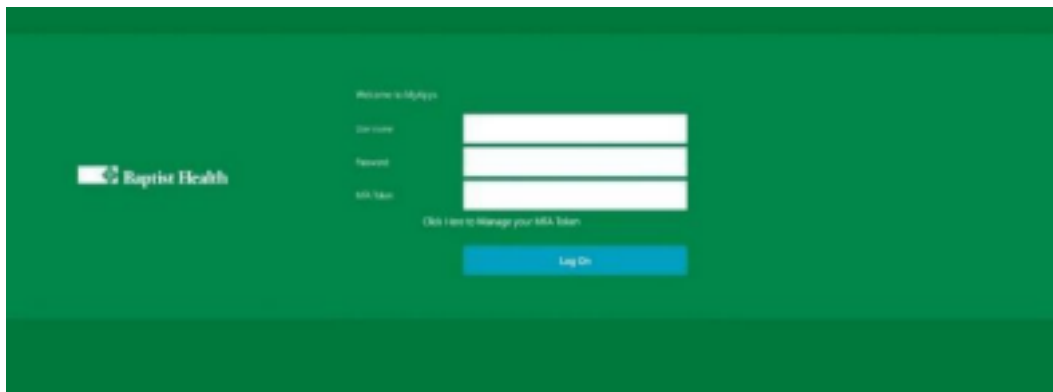 Welcome to MyApps
User name
Password
MFA Token
Baptist Health
Click Here to Manage your MFA Token
Log On